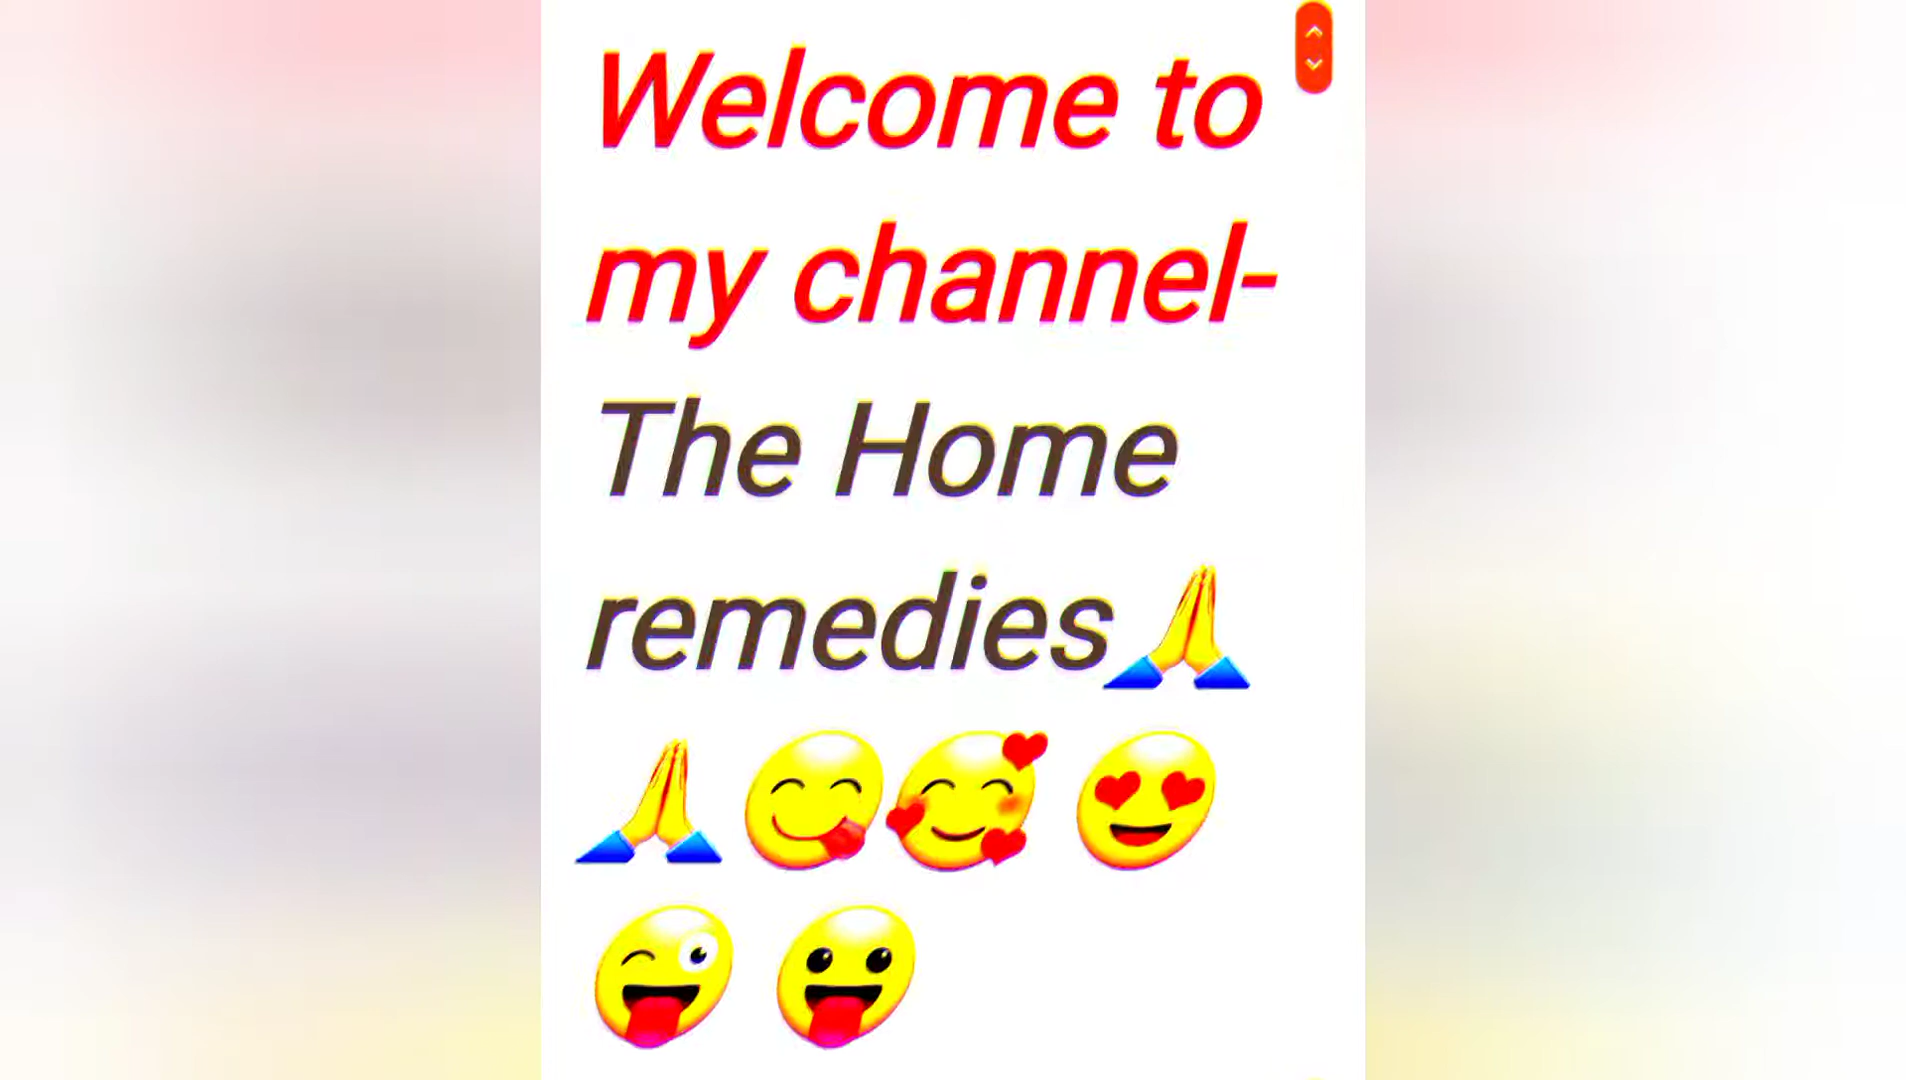 Welcome to
my channel-
The Home
remedies🙏
🙏😋🥰 😍
😜 😛